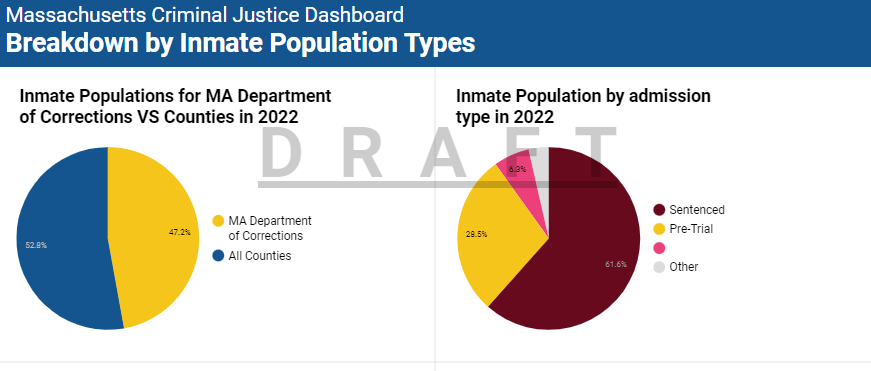 Massachusetts Criminal Justice Dashboard
Breakdown by Inmate Population Types
Inmate Populations for MA Department
of Corrections VS Counties in 2022
47.2%
52.8%
MA Department
of Corrections
All Counties
Inmate Population by admission
type in 2022
6.3%
28.5%
61.6%
Sentenced
Pre-Trial
Other
DRAFT